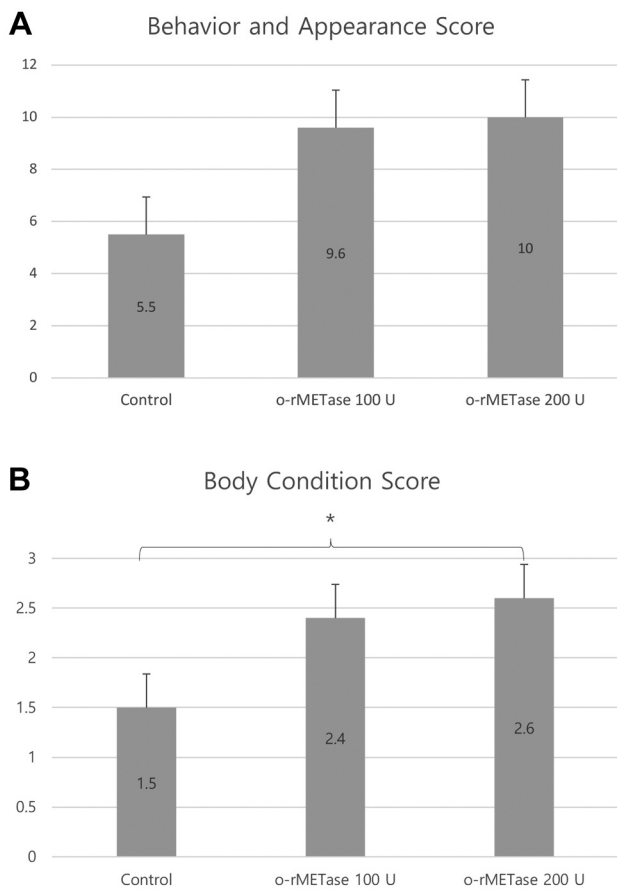 A
Behavior and Appearance Score
12
10
8
6
4
2
0
5.5
9.6
10
Control
o-rMETase 100 U
o-rMETase 200 U
B
Body Condition Score
*
3
2.5
2
1.5
1
0.5
0
1.5
2.4
2.6
Control
o-rMETase 100 U
o-rMETase 200 U